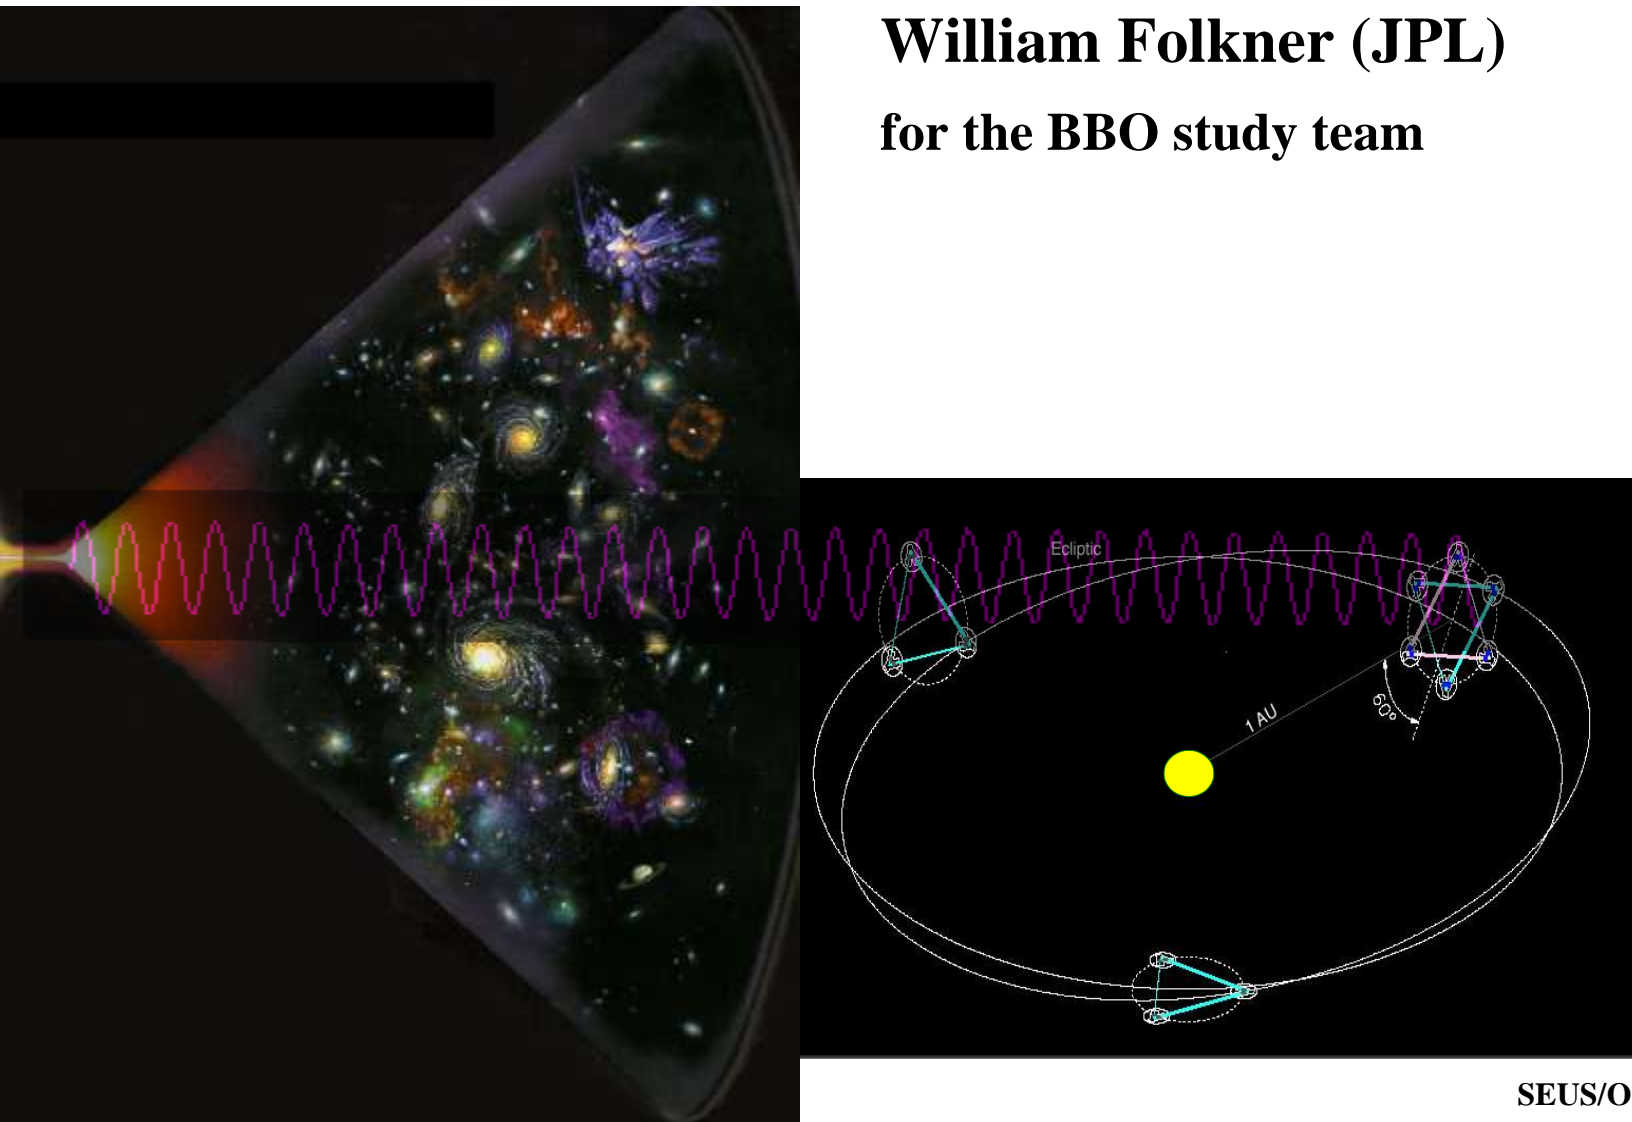 William Folkner (JPL)
for the BBO study team
Ecliptic
1 AU
60°
SEUS/O